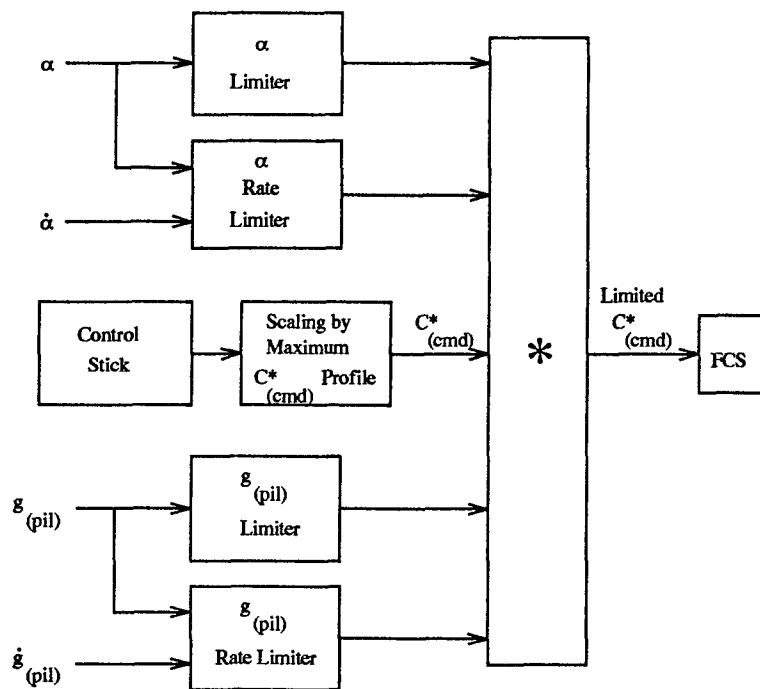 α
α
Limiter
α
Rate
Limiter
α̇
Control
Stick
Scaling by
Maximum
C* Profile
(cmd)
C*
(cmd)
*
Limited
C*
(cmd)
FCS
g
(pil)
g
(pil)
Limiter
g
(pil)
Rate Limiter
ġ
(pil)